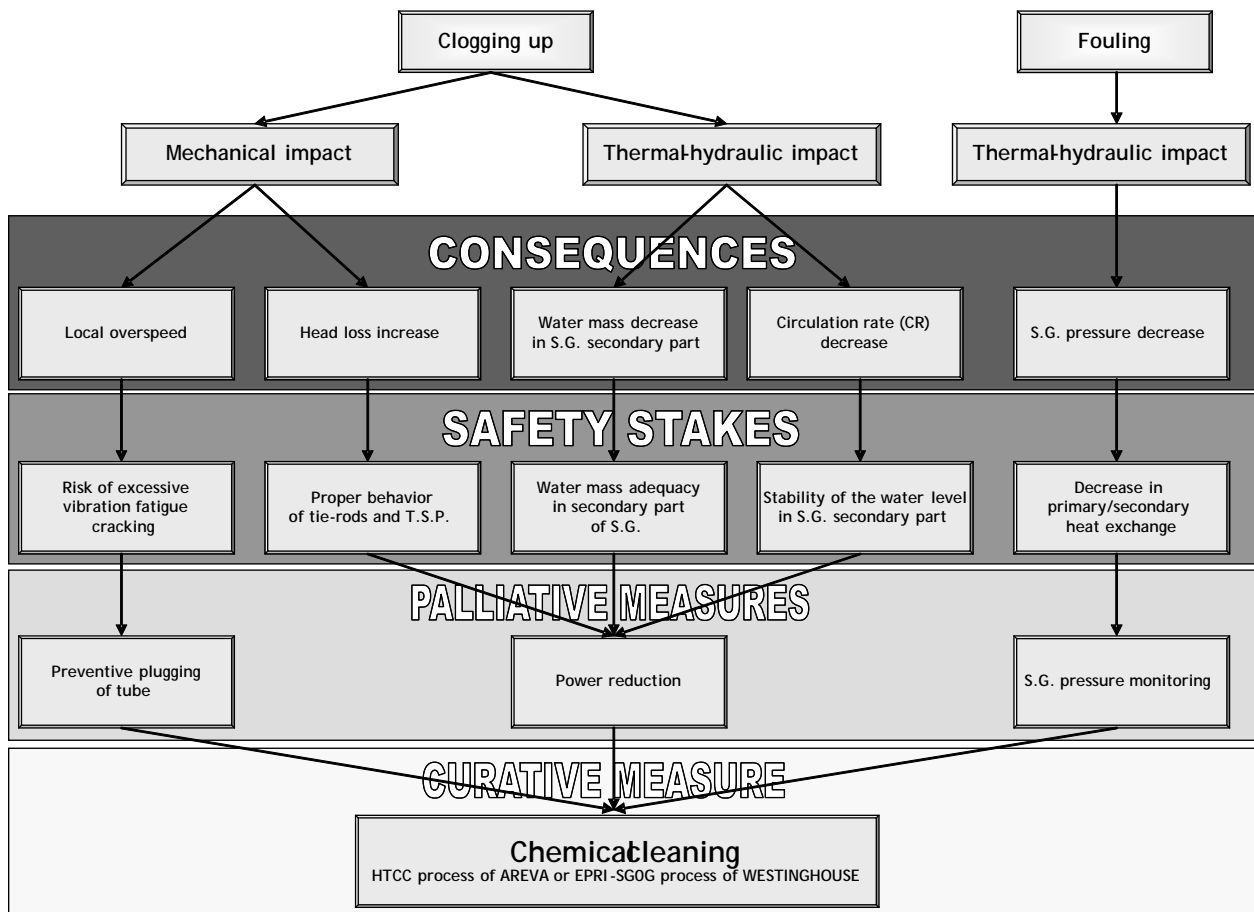 Clogging up
Fouling
Mechanical impact
Thermal-hydraulic impact
Thermal-hydraulic impact
CONSEQUENCES
Local overspeed
Head loss increase
Water mass decrease
in S.G. secondary part
Circulation rate (CR)
decrease
S.G. pressure decrease
SAFETY STAKES
Risk of excessive
vibration fatigue
cracking
Proper behavior
of tie-rods and T.S.P.
Water mass adequacy
in secondary part
of S.G.
Stability of the water level
in S.G. secondary part
Decrease in
primary/secondary
heat exchange
PALLIATIVE MEASURES
Preventive plugging
of tube
Power reduction
S.G. pressure monitoring
CURATIVE MEASURE
Chemical cleaning
HTCC process of AREVA or EPRI-SG0G process of WESTINGHOUSE